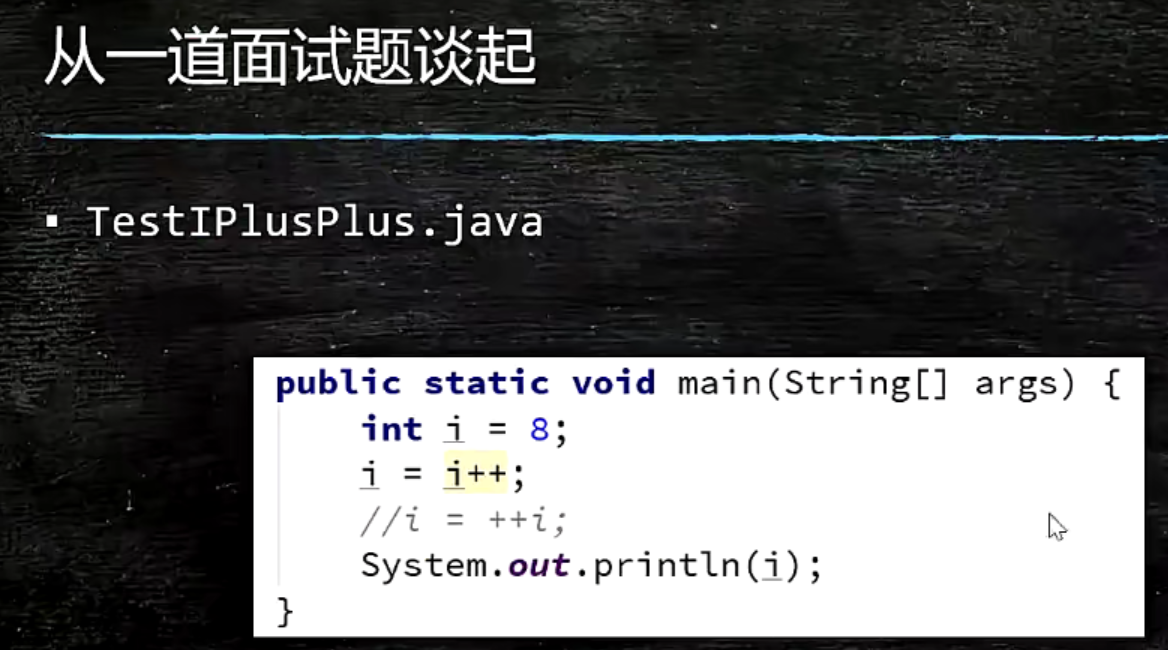 从一道面试题谈起
▪ TestIPlusPlus.java
public static void main(String[] args) {
    int i = 8;
    i = i++;
    //i = ++i;
    System.out.println(i);
}